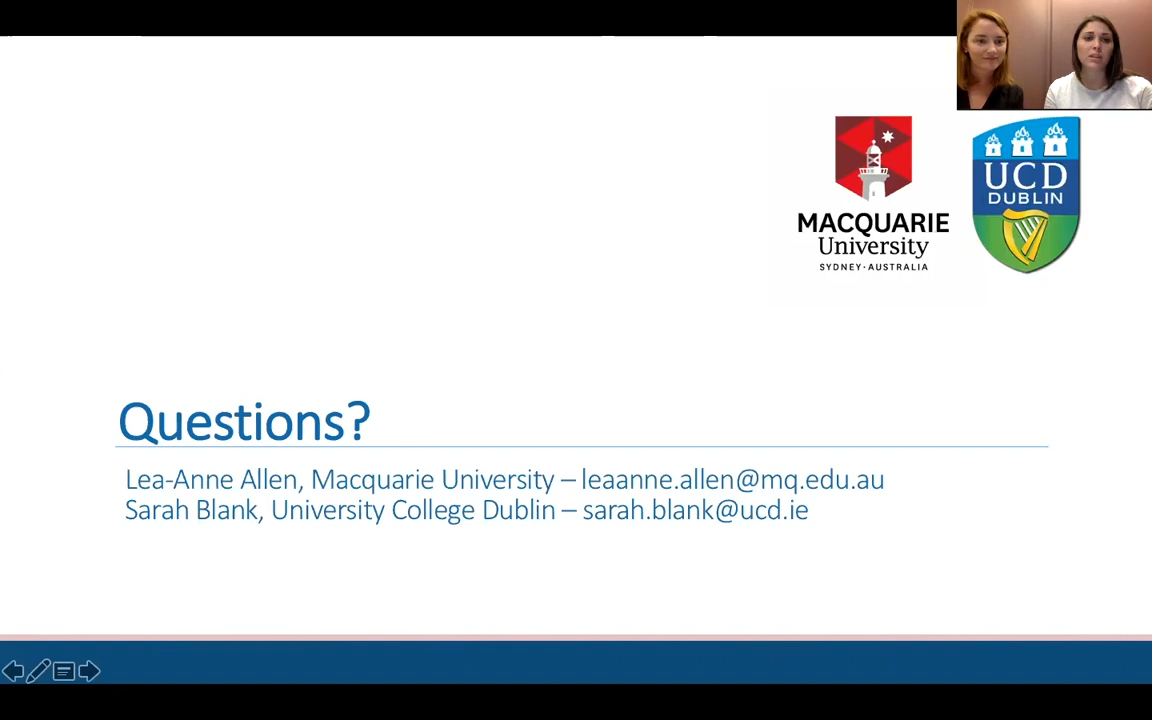 MACQUARIE
University
SYDNEY·AUSTRALIA
UCD
DUBLIN
Questions?
Lea-Anne Allen, Macquarie University – leaanne.allen@mq.edu.au
Sarah Blank, University College Dublin – sarah.blank@ucd.ie